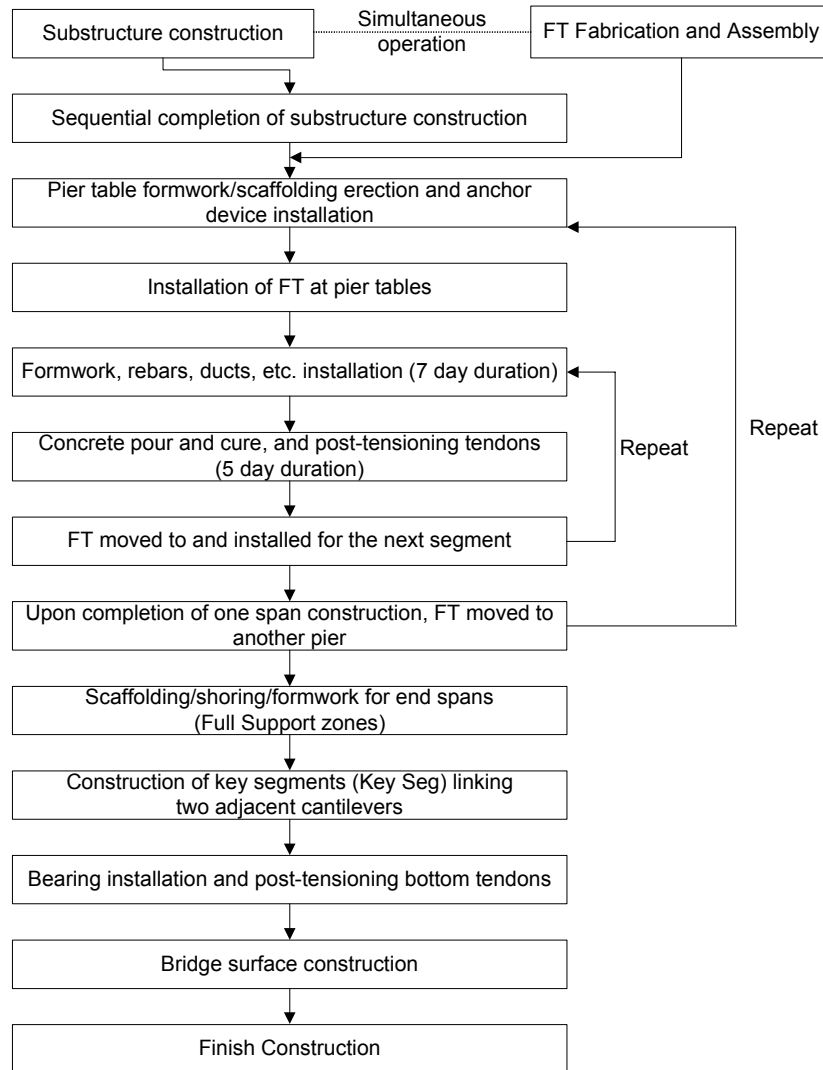 Substructure construction
Simultaneous
operation
FT Fabrication and Assembly
Sequential completion of substructure construction
Pier table formwork/scaffolding erection and anchor
device installation
Installation of FT at pier tables
Formwork, rebars, ducts, etc. installation (7 day duration)
Concrete pour and cure, and post-tensioning tendons
(5 day duration)
Repeat
Repeat
FT moved to and installed for the next segment
Upon completion of one span construction, FT moved to
another pier
Scaffolding/shoring/formwork for end spans
(Full Support zones)
Construction of key segments (Key Seg) linking
two adjacent cantilevers
Bearing installation and post-tensioning bottom tendons
Bridge surface construction
Finish Construction